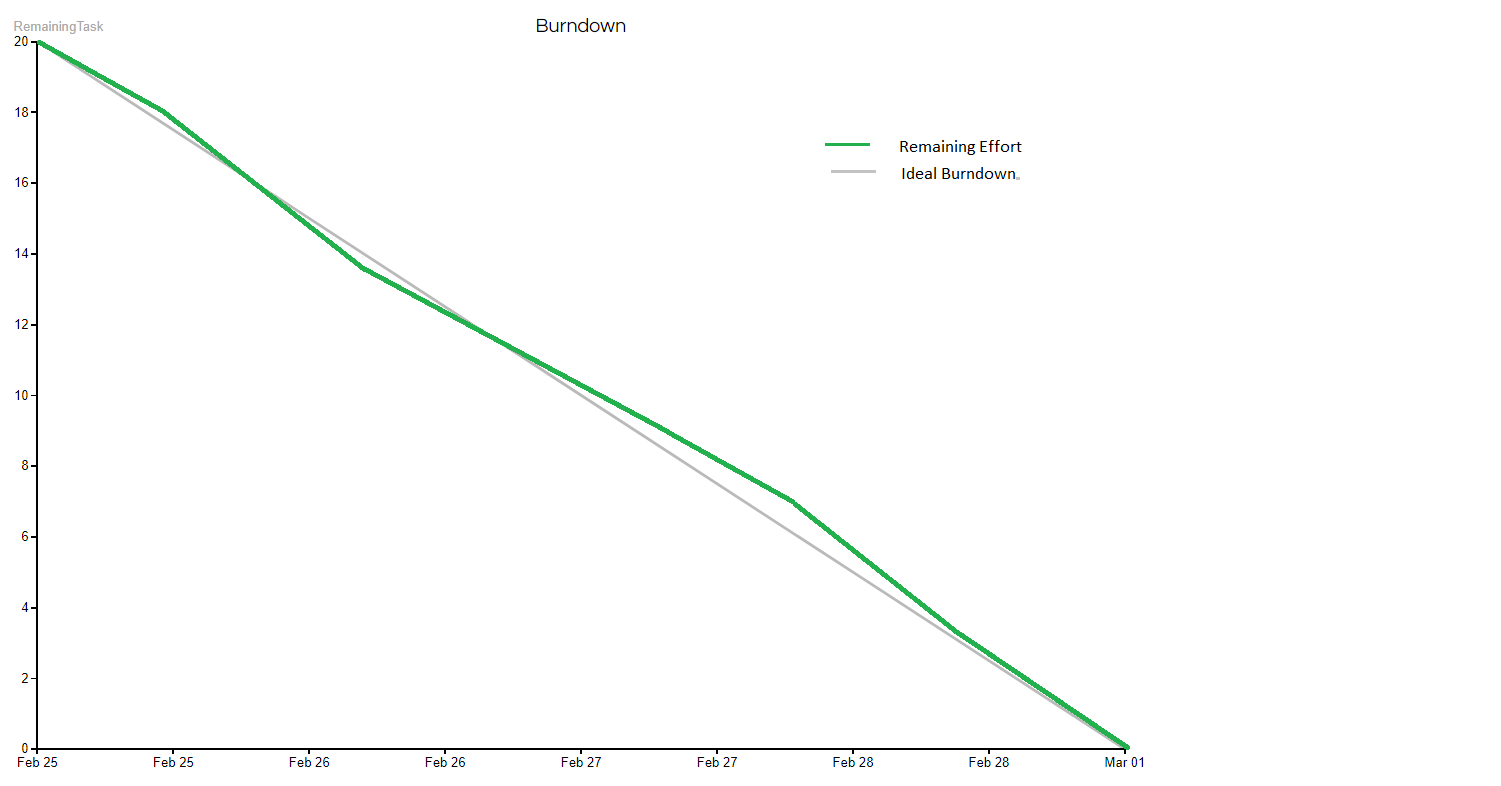 Burndown
RemainingTask
20
18
16
14
12
10
8
6
4
2
0
Remaining Effort
Ideal Burndown
Feb 25 Feb 25 Feb 26 Feb 26 Feb 27 Feb 27 Feb 28 Feb 28 Mar 01